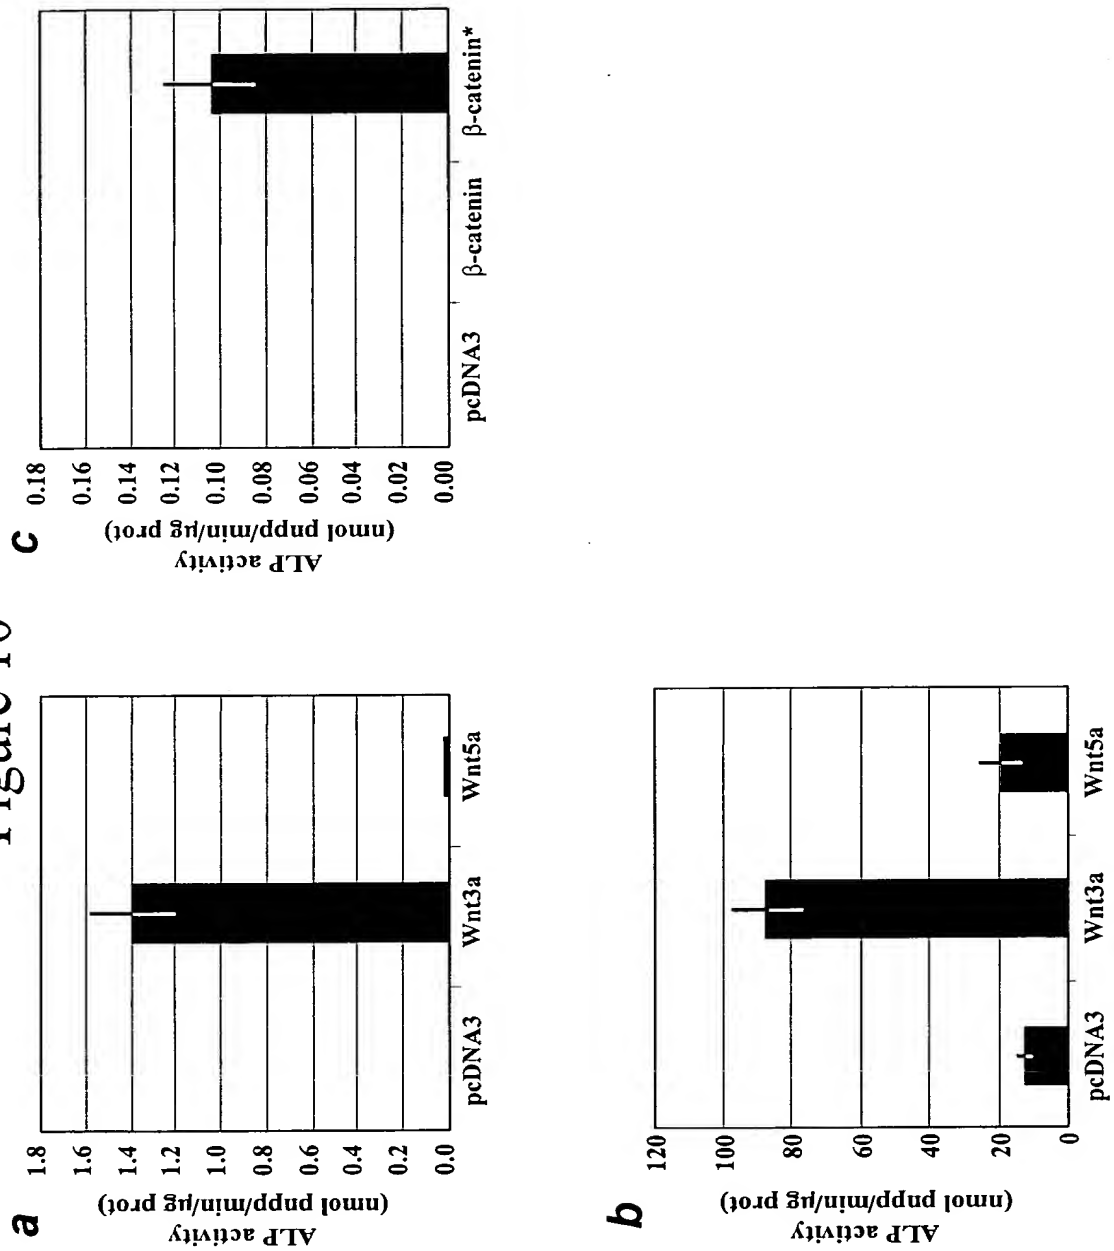 Figure 10
a
ALP activity
(nmol pnpp/min/µg prot)
1.8
1.6
1.4
1.2
1.0
0.8
0.6
0.4
0.2
0.0
pcDNA3
Wnt3a
Wnt5a
b
ALP activity
(nmol pnpp/min/µg prot)
120
100
80
60
40
20
0
pcDNA3
Wnt3a
Wnt5a
c
ALP activity
(nmol pnpp/min/µg prot)
0.18
0.16
0.14
0.12
0.10
0.08
0.06
0.04
0.02
0.00
pcDNA3
β-catenin
β-catenin*